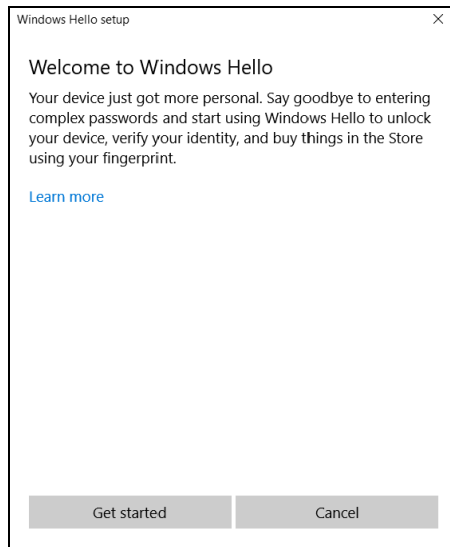 Windows Hello setup
Welcome to Windows Hello
Your device just got more personal. Say goodbye to entering
complex passwords and start using Windows Hello to unlock
your device, verify your identity, and buy things in the Store
using your fingerprint.
Learn more
Get started
Cancel